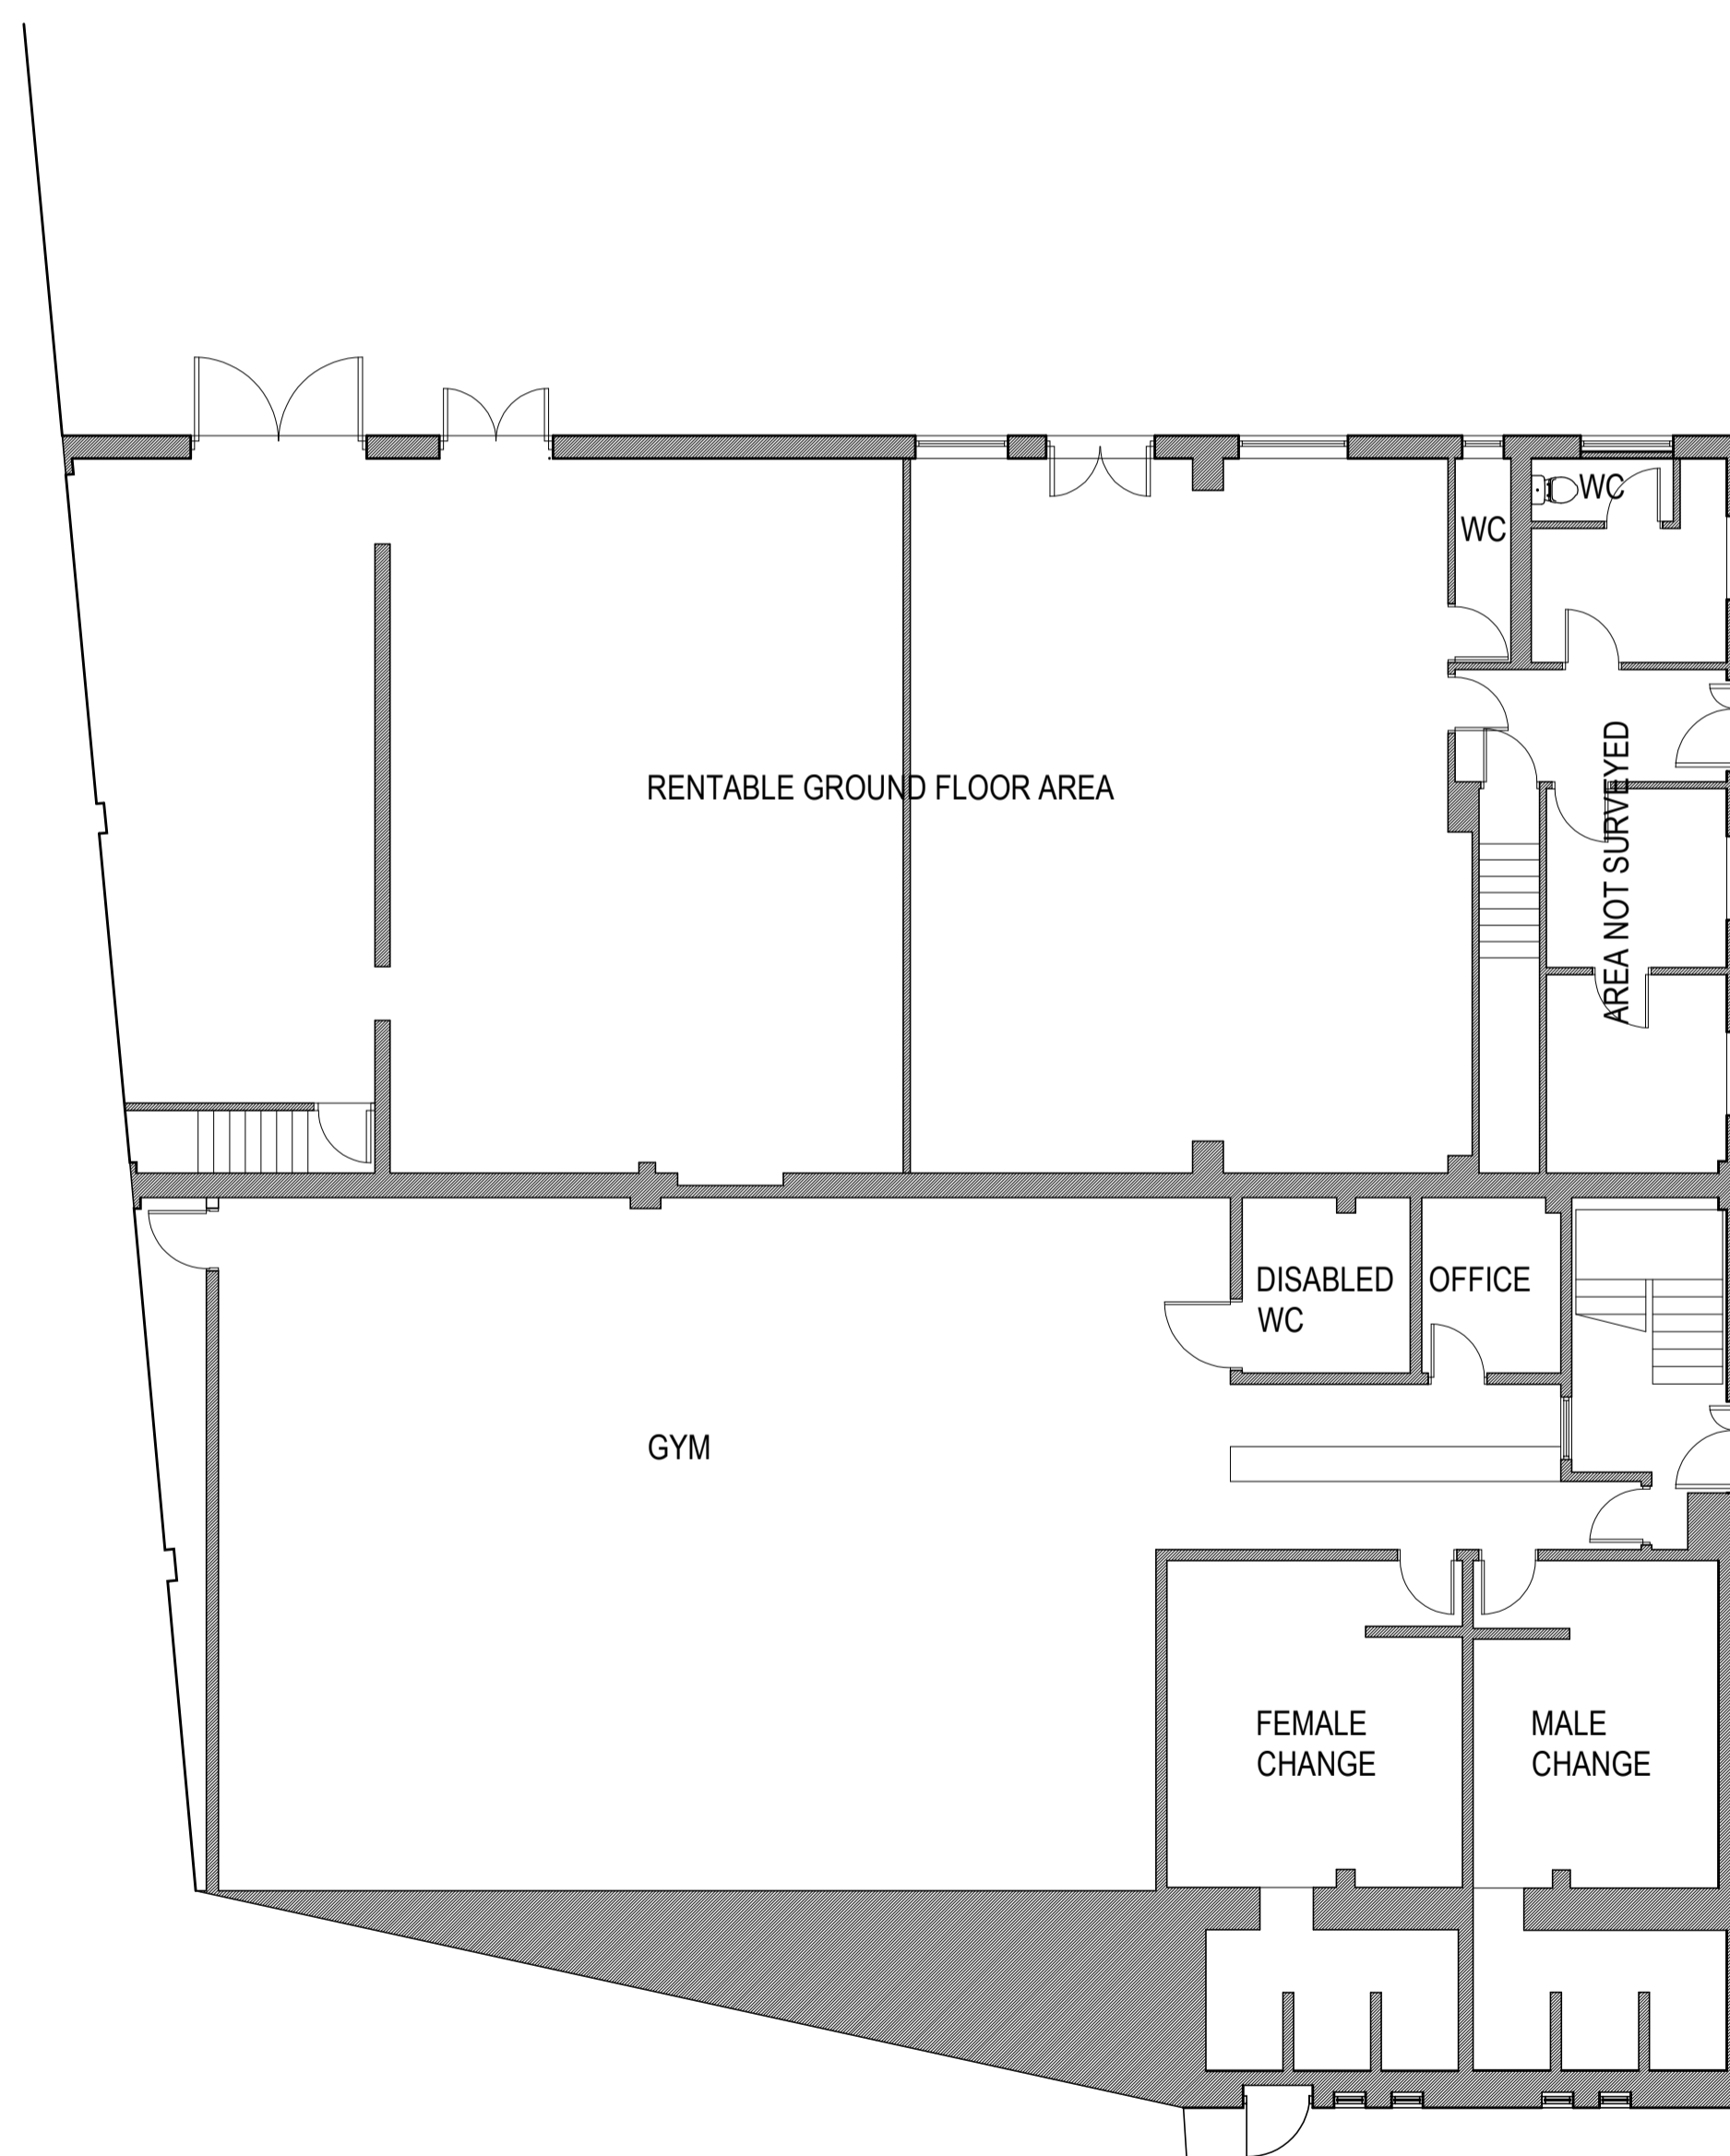 WC
WC
RENTABLE GROUND FLOOR AREA
AREA NOT SURVEYED
DISABLED
WC
OFFICE
GYM
FEMALE
CHANGE
MALE
CHANGE